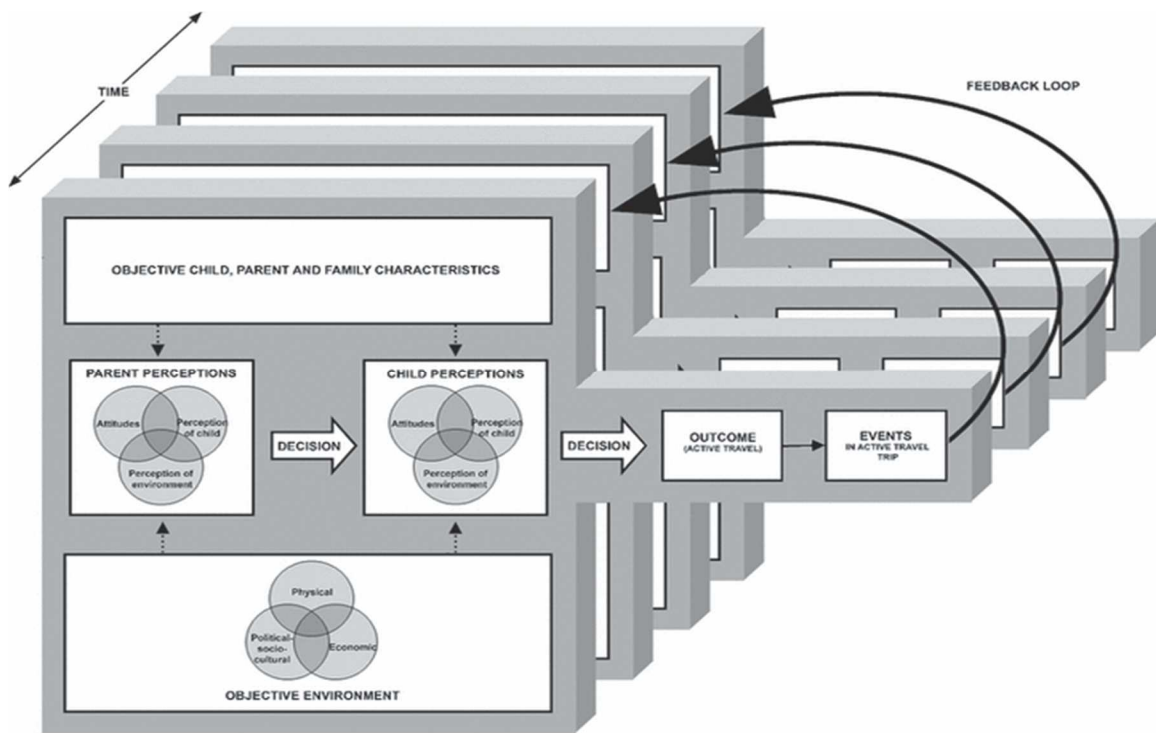 TIME
FEEDBACK LOOP
OBJECTIVE CHILD, PARENT AND FAMILY CHARACTERISTICS
PARENT PERCEPTIONS
Attitudes
Perception
of child
Perception of
environment
DECISION
CHILD PERCEPTIONS
Attitudes
Perception
of child
Perception of
environment
DECISION
OUTCOME
(ACTIVE TRAVEL)
EVENTS
IN ACTIVE TRAVEL
TRIP
Physical
Political-
socio-
cultural
Economic
OBJECTIVE ENVIRONMENT